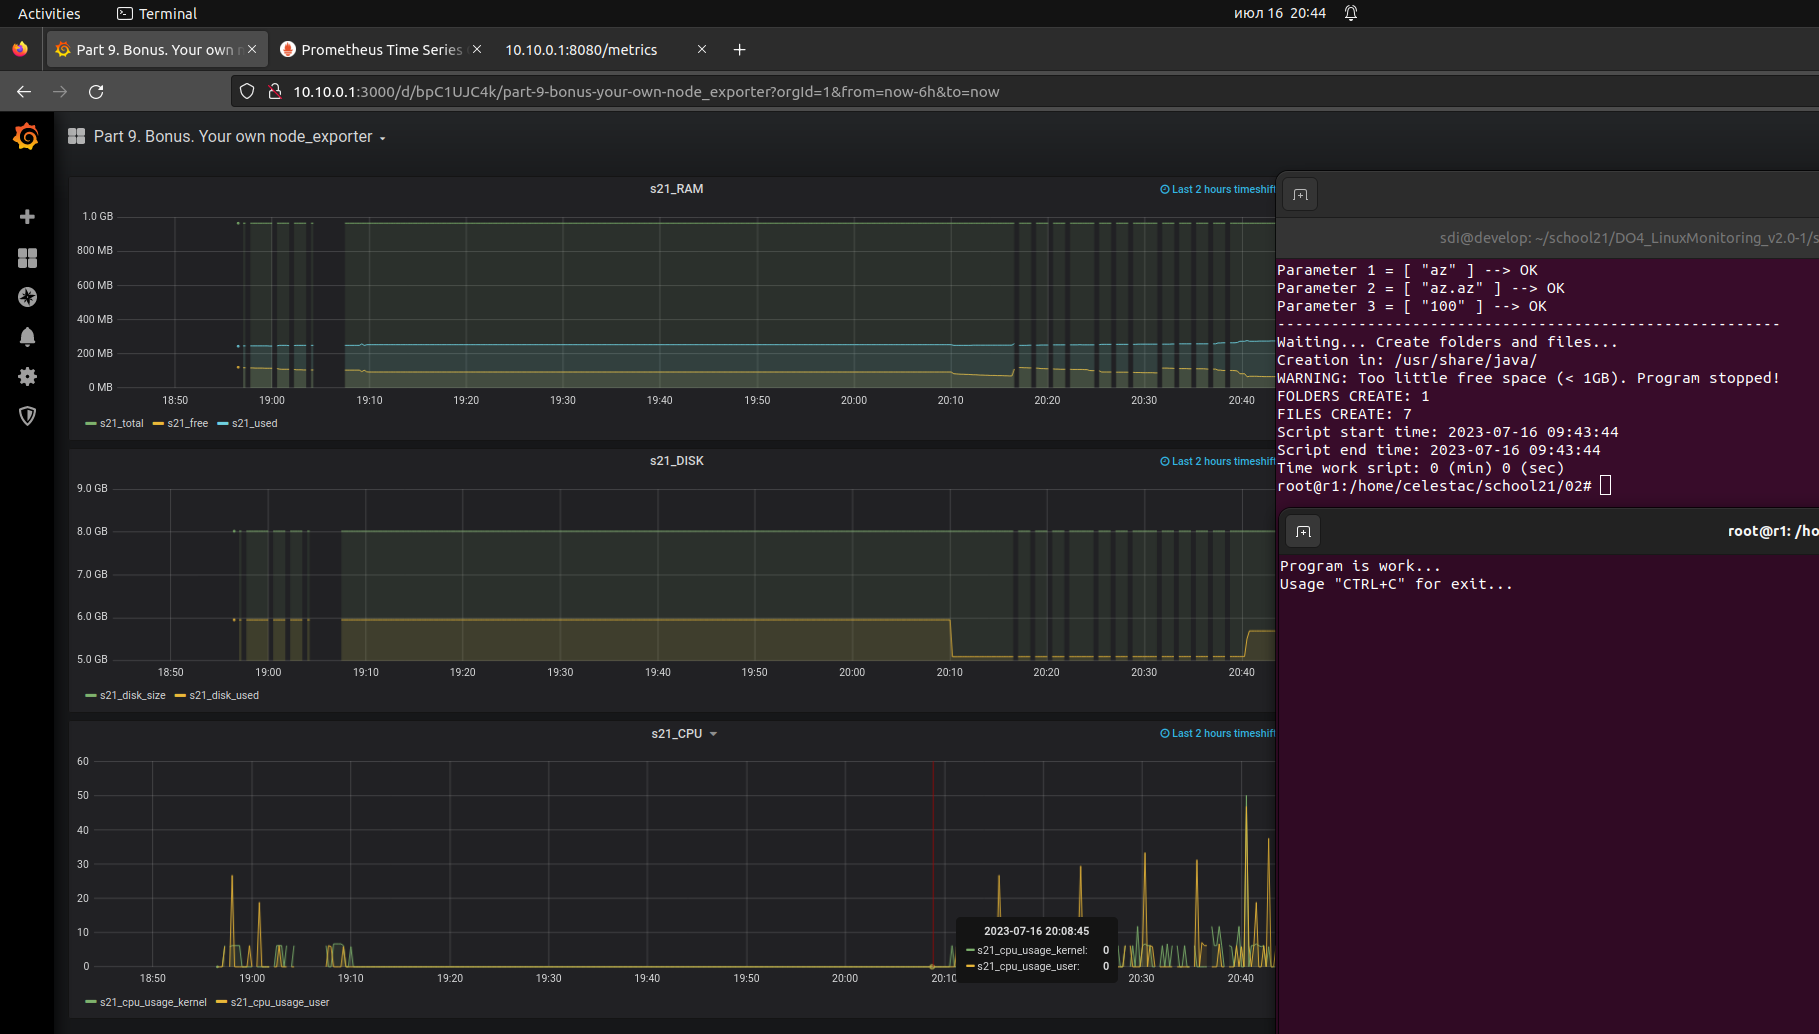 Activities
Terminal
июл 16 20:44
Part 9. Bonus. Your own n
Prometheus Time Series
10.10.0.1:8080/metrics
10.10.0.1:3000/d/bpC1UJC4k/part-9-bonus-your-own-node_exporter?orgId=1&from=now-6h&to=now
Part 9. Bonus. Your own node_exporter
s21_RAM
Last 2 hours timeshift
1.0 GB
800 MB
600 MB
400 MB
200 MB
0 MB
18:50 19:00 19:10 19:20 19:30 19:40 19:50 20:00 20:10 20:20 20:30 20:40
s21_total s21_free s21_used
s21_DISK
Last 2 hours timeshift
9.0 GB
8.0 GB
7.0 GB
6.0 GB
5.0 GB
18:50 19:00 19:10 19:20 19:30 19:40 19:50 20:00 20:10 20:20 20:30 20:40
s21_disk_size s21_disk_used
s21_CPU
Last 2 hours timeshift
60
50
40
30
20
10
0
18:50 19:00 19:10 19:20 19:30 19:40 19:50 20:00 20:10 20:30 20:40
2023-07-16 20:08:45
s21_cpu_usage_kernel: 0
s21_cpu_usage_user: 0
s21_cpu_usage_kernel s21_cpu_usage_user
sdi@develop: ~/school21/DO4_LinuxMonitoring_v2.0-1/s
Parameter 1 = [ "az" ] --> OK
Parameter 2 = [ "az.az" ] --> OK
Parameter 3 = [ "100" ] --> OK
-------------------------------------------------------
Waiting... Create folders and files...
Creation in: /usr/share/java/
WARNING: Too little free space (< 1GB). Program stopped!
FOLDERS CREATE: 1
FILES CREATE: 7
Script start time: 2023-07-16 09:43:44
Script end time: 2023-07-16 09:43:44
Time work sript: 0 (min) 0 (sec)
root@r1:/home/celestac/school21/02#
root@r1: /ho
Program is work...
Usage "CTRL+C" for exit...